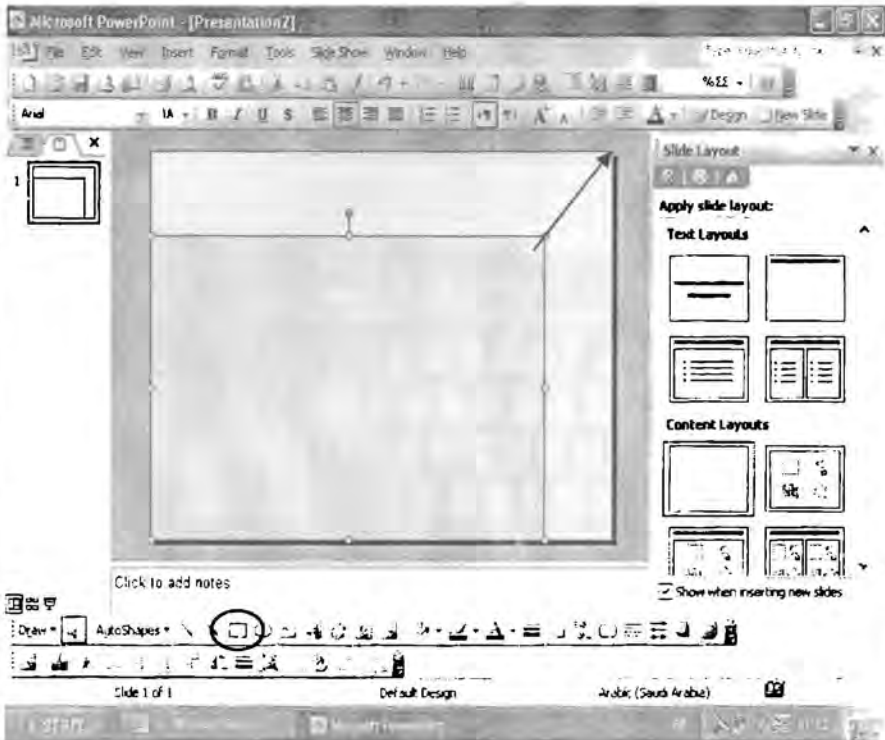 Microsoft PowerPoint - [Presentation2]
File Edit View Insert Format Tools Slide Show Window Help
Arial
Design New Slide
Slide Layout
1
Apply slide layout:
Text Layouts
Content Layouts
Click to add notes
Show when inserting new slides
Draw AutoShapes
Slide 1 of 1 Default Design Arabic (Saudi Arabia)